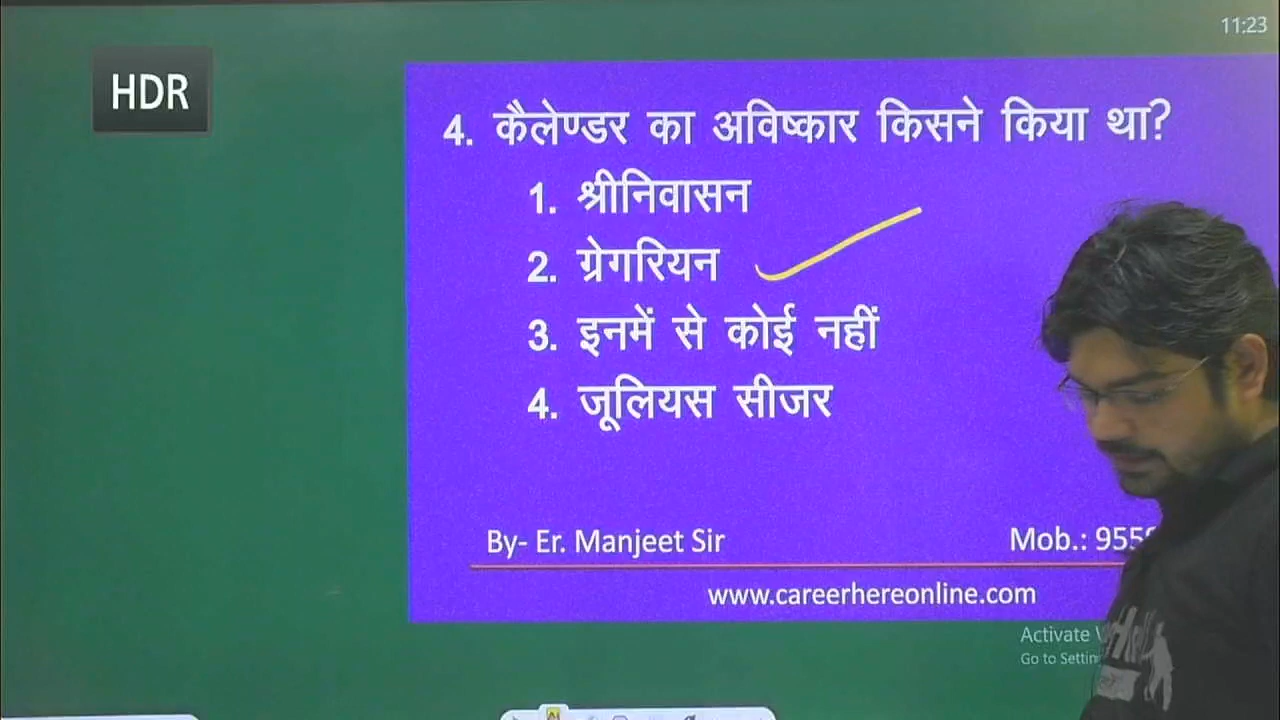 11:23
HDR
4. कैलेण्डर का अविष्कार किसने किया था?
1. श्रीनिवासन
2. ग्रेगरियन
3. इनमें से कोई नहीं
4. जूलियस सीजर
By- Er. Manjeet Sir
Mob.: 955
www.careerhereonline.com
Activate
Go to Settin